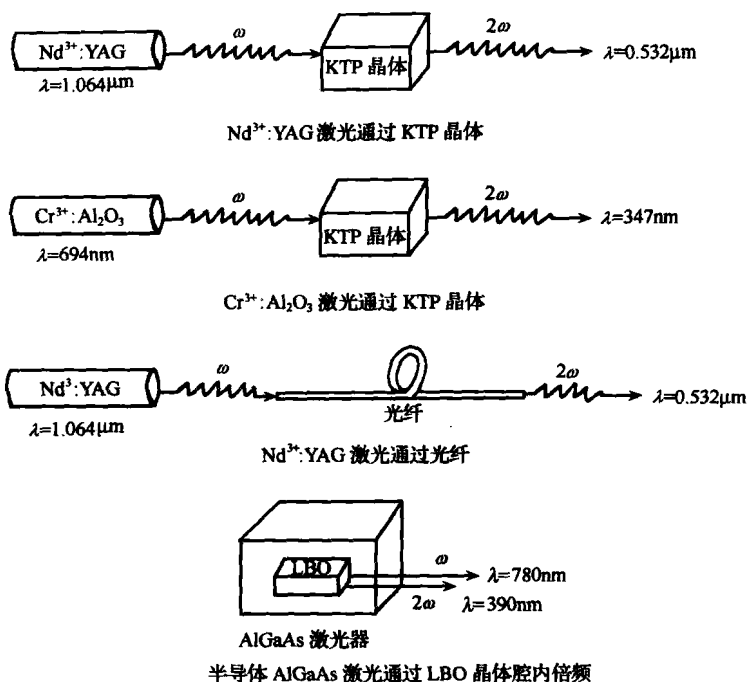 Nd³⁺:YAG
λ=1.064μm
ω
KTP 晶体
2ω
λ=0.532μm
Nd³⁺:YAG 激光通过 KTP 晶体
Cr³⁺:Al₂O₃
λ=694nm
ω
KTP 晶体
2ω
λ=347nm
Cr³⁺:Al₂O₃ 激光通过 KTP 晶体
Nd³:YAG
λ=1.064μm
ω
光纤
2ω
λ=0.532μm
Nd³⁺:YAG 激光通过光纤
LBO
ω
λ=780nm
2ω
λ=390nm
AlGaAs 激光器
半导体 AlGaAs 激光通过 LBO 晶体腔内倍频